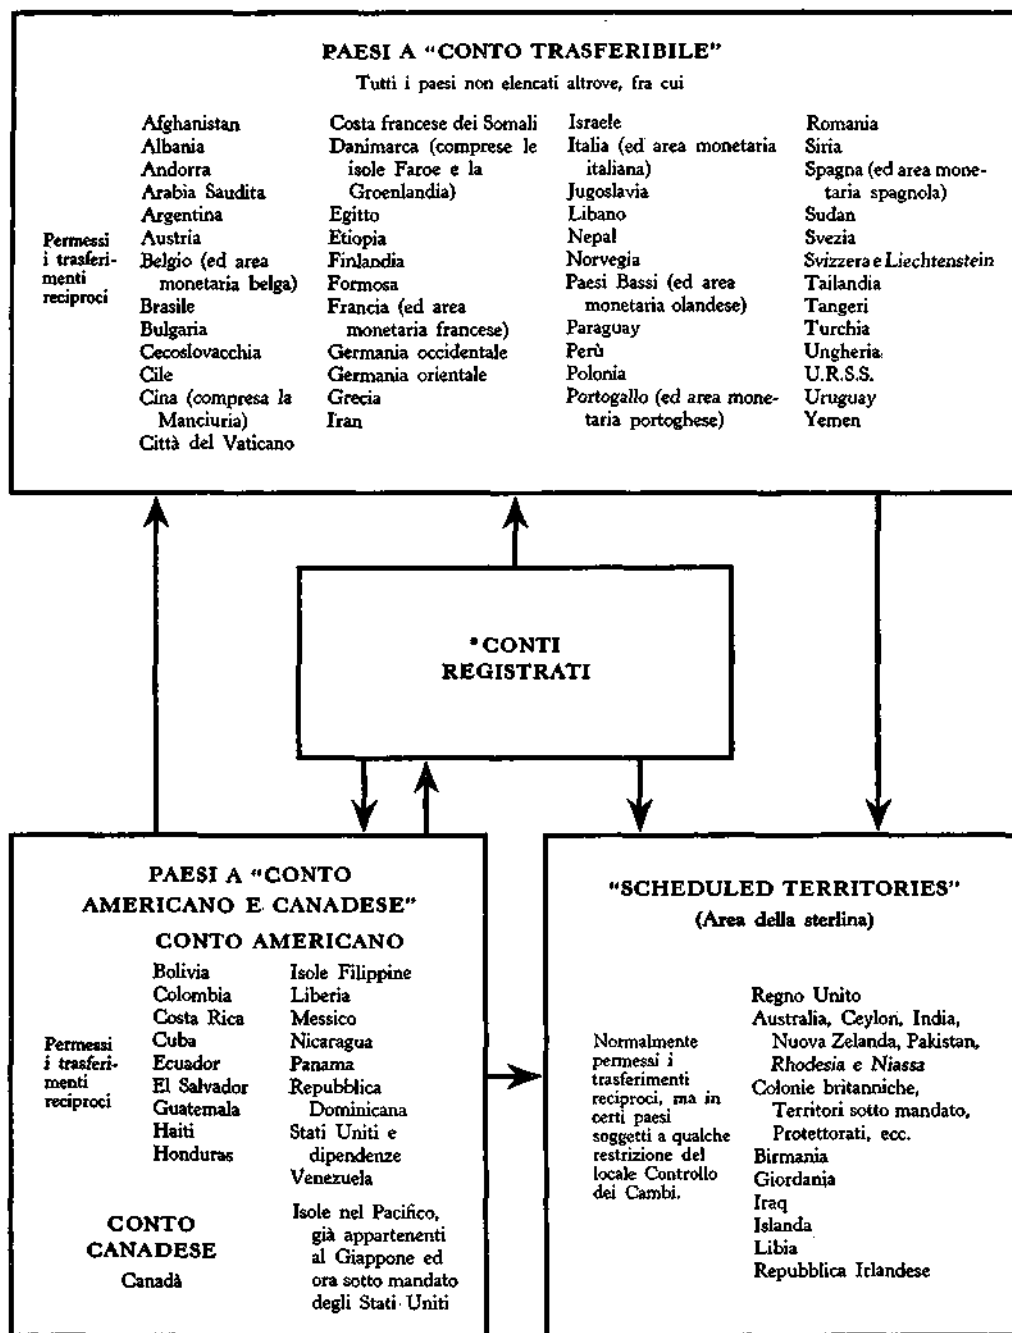 PAESI A “CONTO TRASFERIBILE”
Tutti i paesi non elencati altrove, fra cui
Permessi
i trasferi-
menti
reciproci
Afghanistan
Albania
Andorra
Arabia Saudita
Argentina
Austria
Belgio (ed area
monetaria belga)
Brasile
Bulgaria
Cecoslovacchia
Cile
Cina (compresa la
Manciuria)
Città del Vaticano
Costa francese dei Somali
Danimarca (comprese le
isole Faroe e la
Groenlandia)
Egitto
Etiopia
Finlandia
Formosa
Francia (ed area
monetaria francese)
Germania occidentale
Germania orientale
Grecia
Iran
Israele
Italia (ed area monetaria
italiana)
Jugoslavia
Libano
Nepal
Norvegia
Paesi Bassi (ed area
monetaria olandese)
Paraguay
Perù
Polonia
Portogallo (ed area mone-
taria portoghese)
Romania
Siria
Spagna (ed area mone-
taria spagnola)
Sudan
Svezia
Svizzera e Liechtenstein
Tailandia
Tangeri
Turchia
Ungheria
U.R.S.S.
Uruguay
Yemen
*CONTI
REGISTRATI
PAESI A “CONTO
AMERICANO E CANADESE”
CONTO AMERICANO
Permessi
i trasferi-
menti
reciproci
Bolivia
Colombia
Costa Rica
Cuba
Ecuador
El Salvador
Guatemala
Haiti
Honduras
Isole Filippine
Liberia
Messico
Nicaragua
Panama
Repubblica
Dominicana
Stati Uniti e
dipendenze
Venezuela
Isole nel Pacifico,
già appartenenti
al Giappone ed
ora sotto mandato
degli Stati Uniti
CONTO
CANADESE
Canadà
“SCHEDULED TERRITORIES”
(Area della sterlina)
Normalmente
permessi i
trasferimenti
reciproci, ma in
certi paesi
soggetti a qualche
restrizione del
locale Controllo
dei Cambi.
Regno Unito
Australia, Ceylon, India,
Nuova Zelanda, Pakistan,
Rhodesia e Niassa
Colonie britanniche,
Territori sotto mandato,
Protettorati, ecc.
Birmania
Giordania
Iraq
Islanda
Libia
Repubblica Irlandese